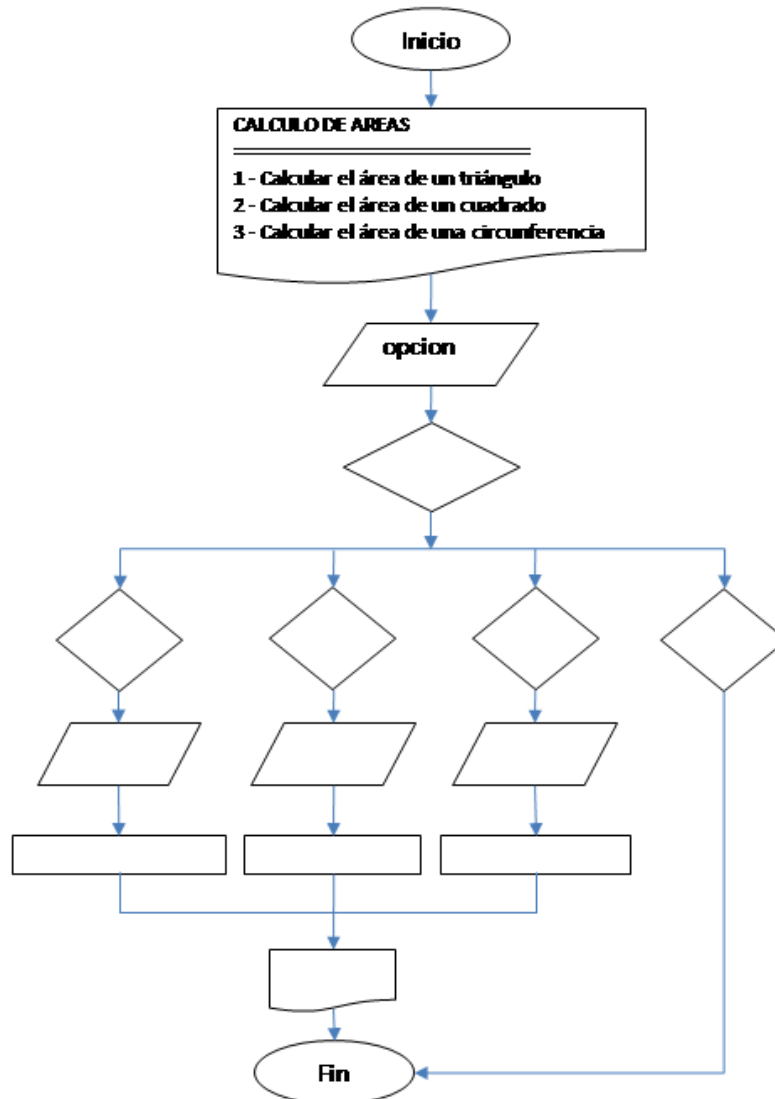 Inicio
CALCULO DE AREAS
1 - Calcular el área de un triángulo
2 - Calcular el área de un cuadrado
3 - Calcular el área de una circunferencia
opcion
Fin